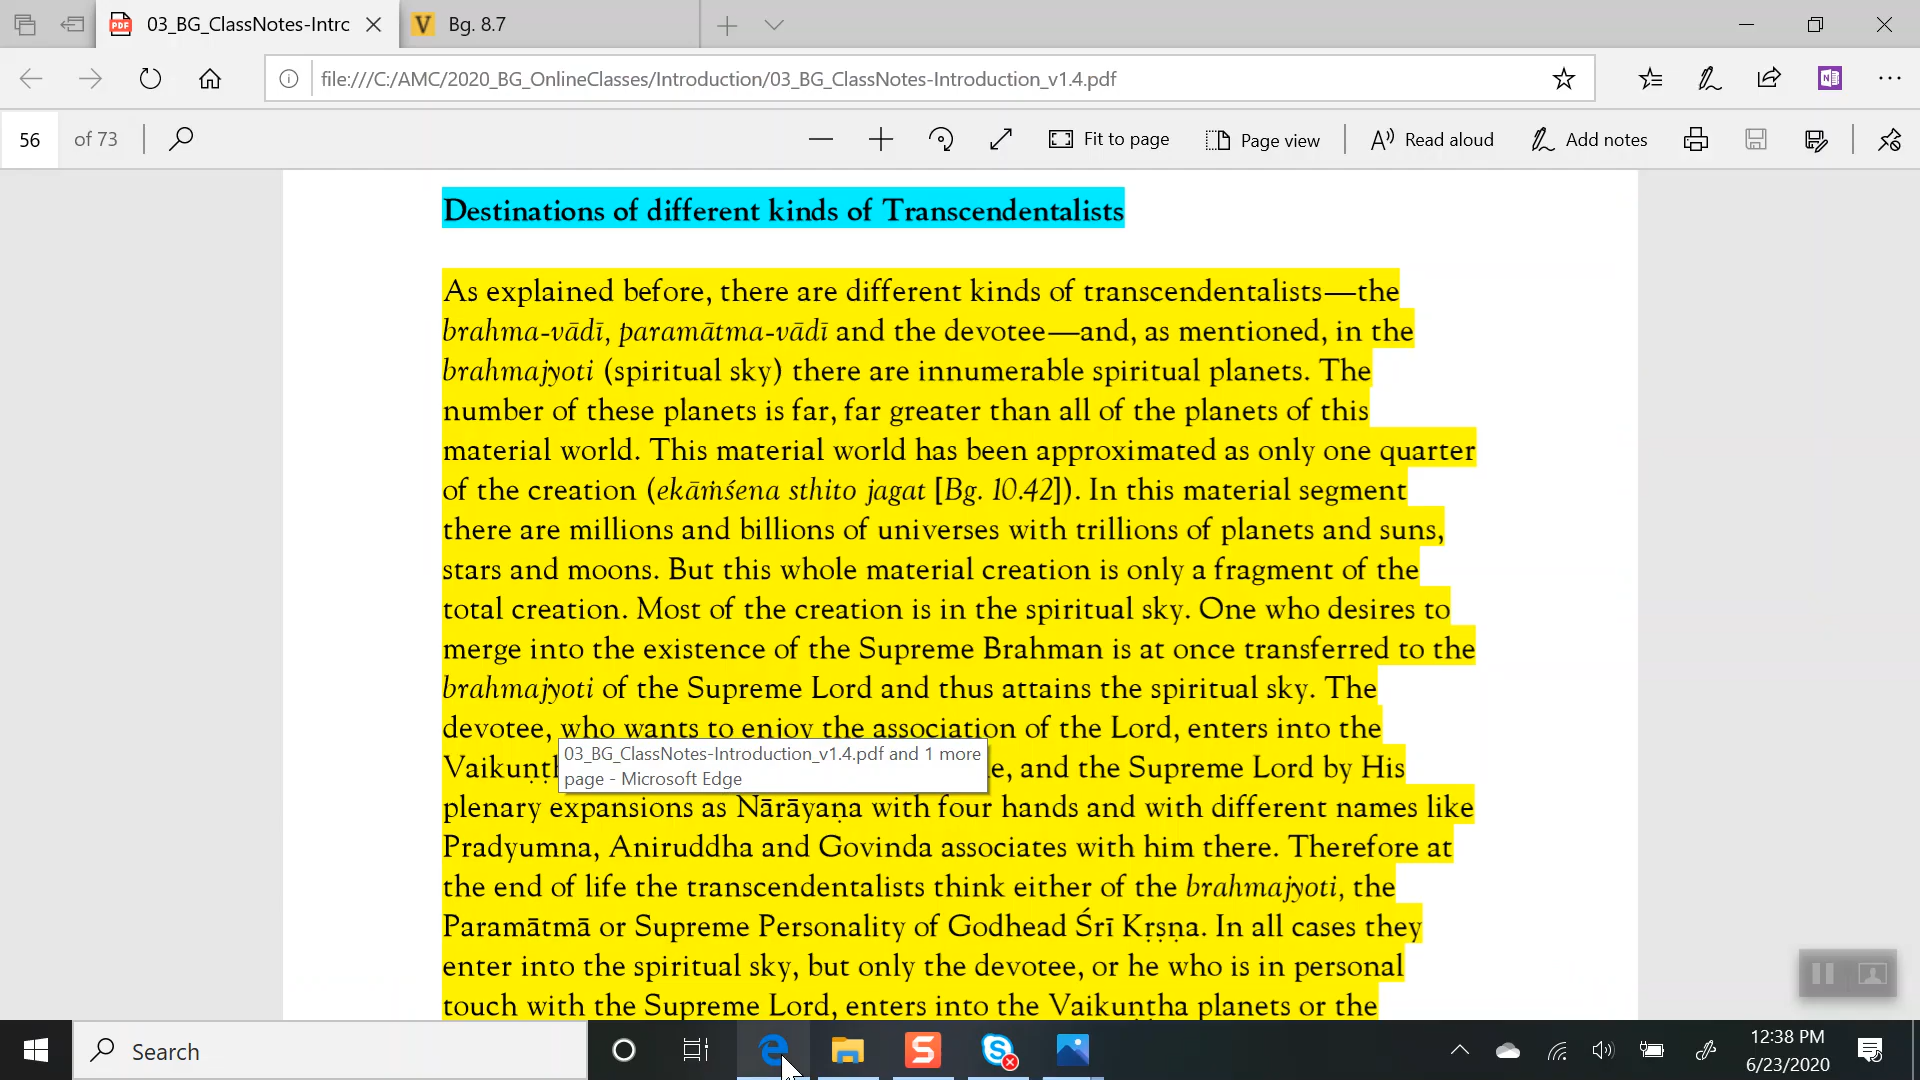 03_BG_ClassNotes-Intrc
Bg. 8.7
file:///C:/AMC/2020_BG_OnlineClasses/Introduction/03_BG_ClassNotes-Introduction_v1.4.pdf
56 of 73
Fit to page
Page view
Read aloud
Add notes
Destinations of different kinds of Transcendentalists
As explained before, there are different kinds of transcendentalists—the
brahma-vādī, paramātma-vādī and the devotee—and, as mentioned, in the
brahmajyoti (spiritual sky) there are innumerable spiritual planets. The
number of these planets is far, far greater than all of the planets of this
material world. This material world has been approximated as only one quarter
of the creation (ekāṁśena sthito jagat [Bg. 10.42]). In this material segment
there are millions and billions of universes with trillions of planets and suns,
stars and moons. But this whole material creation is only a fragment of the
total creation. Most of the creation is in the spiritual sky. One who desires to
merge into the existence of the Supreme Brahman is at once transferred to the
brahmajyoti of the Supreme Lord and thus attains the spiritual sky. The
devotee, who wants to enjoy the association of the Lord, enters into the
and the Supreme Lord by His
03_BG_ClassNotes-Introduction_v1.4.pdf and 1 more
page - Microsoft Edge
plenary expansions as Nārāyaṇa with four hands and with different names like
Pradyumna, Aniruddha and Govinda associates with him there. Therefore at
the end of life the transcendentalists think either of the brahmajyoti, the
Paramātmā or Supreme Personality of Godhead Śrī Kṛṣṇa. In all cases they
enter into the spiritual sky, but only the devotee, or he who is in personal
touch with the Supreme Lord, enters into the Vaikuṇṭha planets or the
Search
12:38 PM
6/23/2020